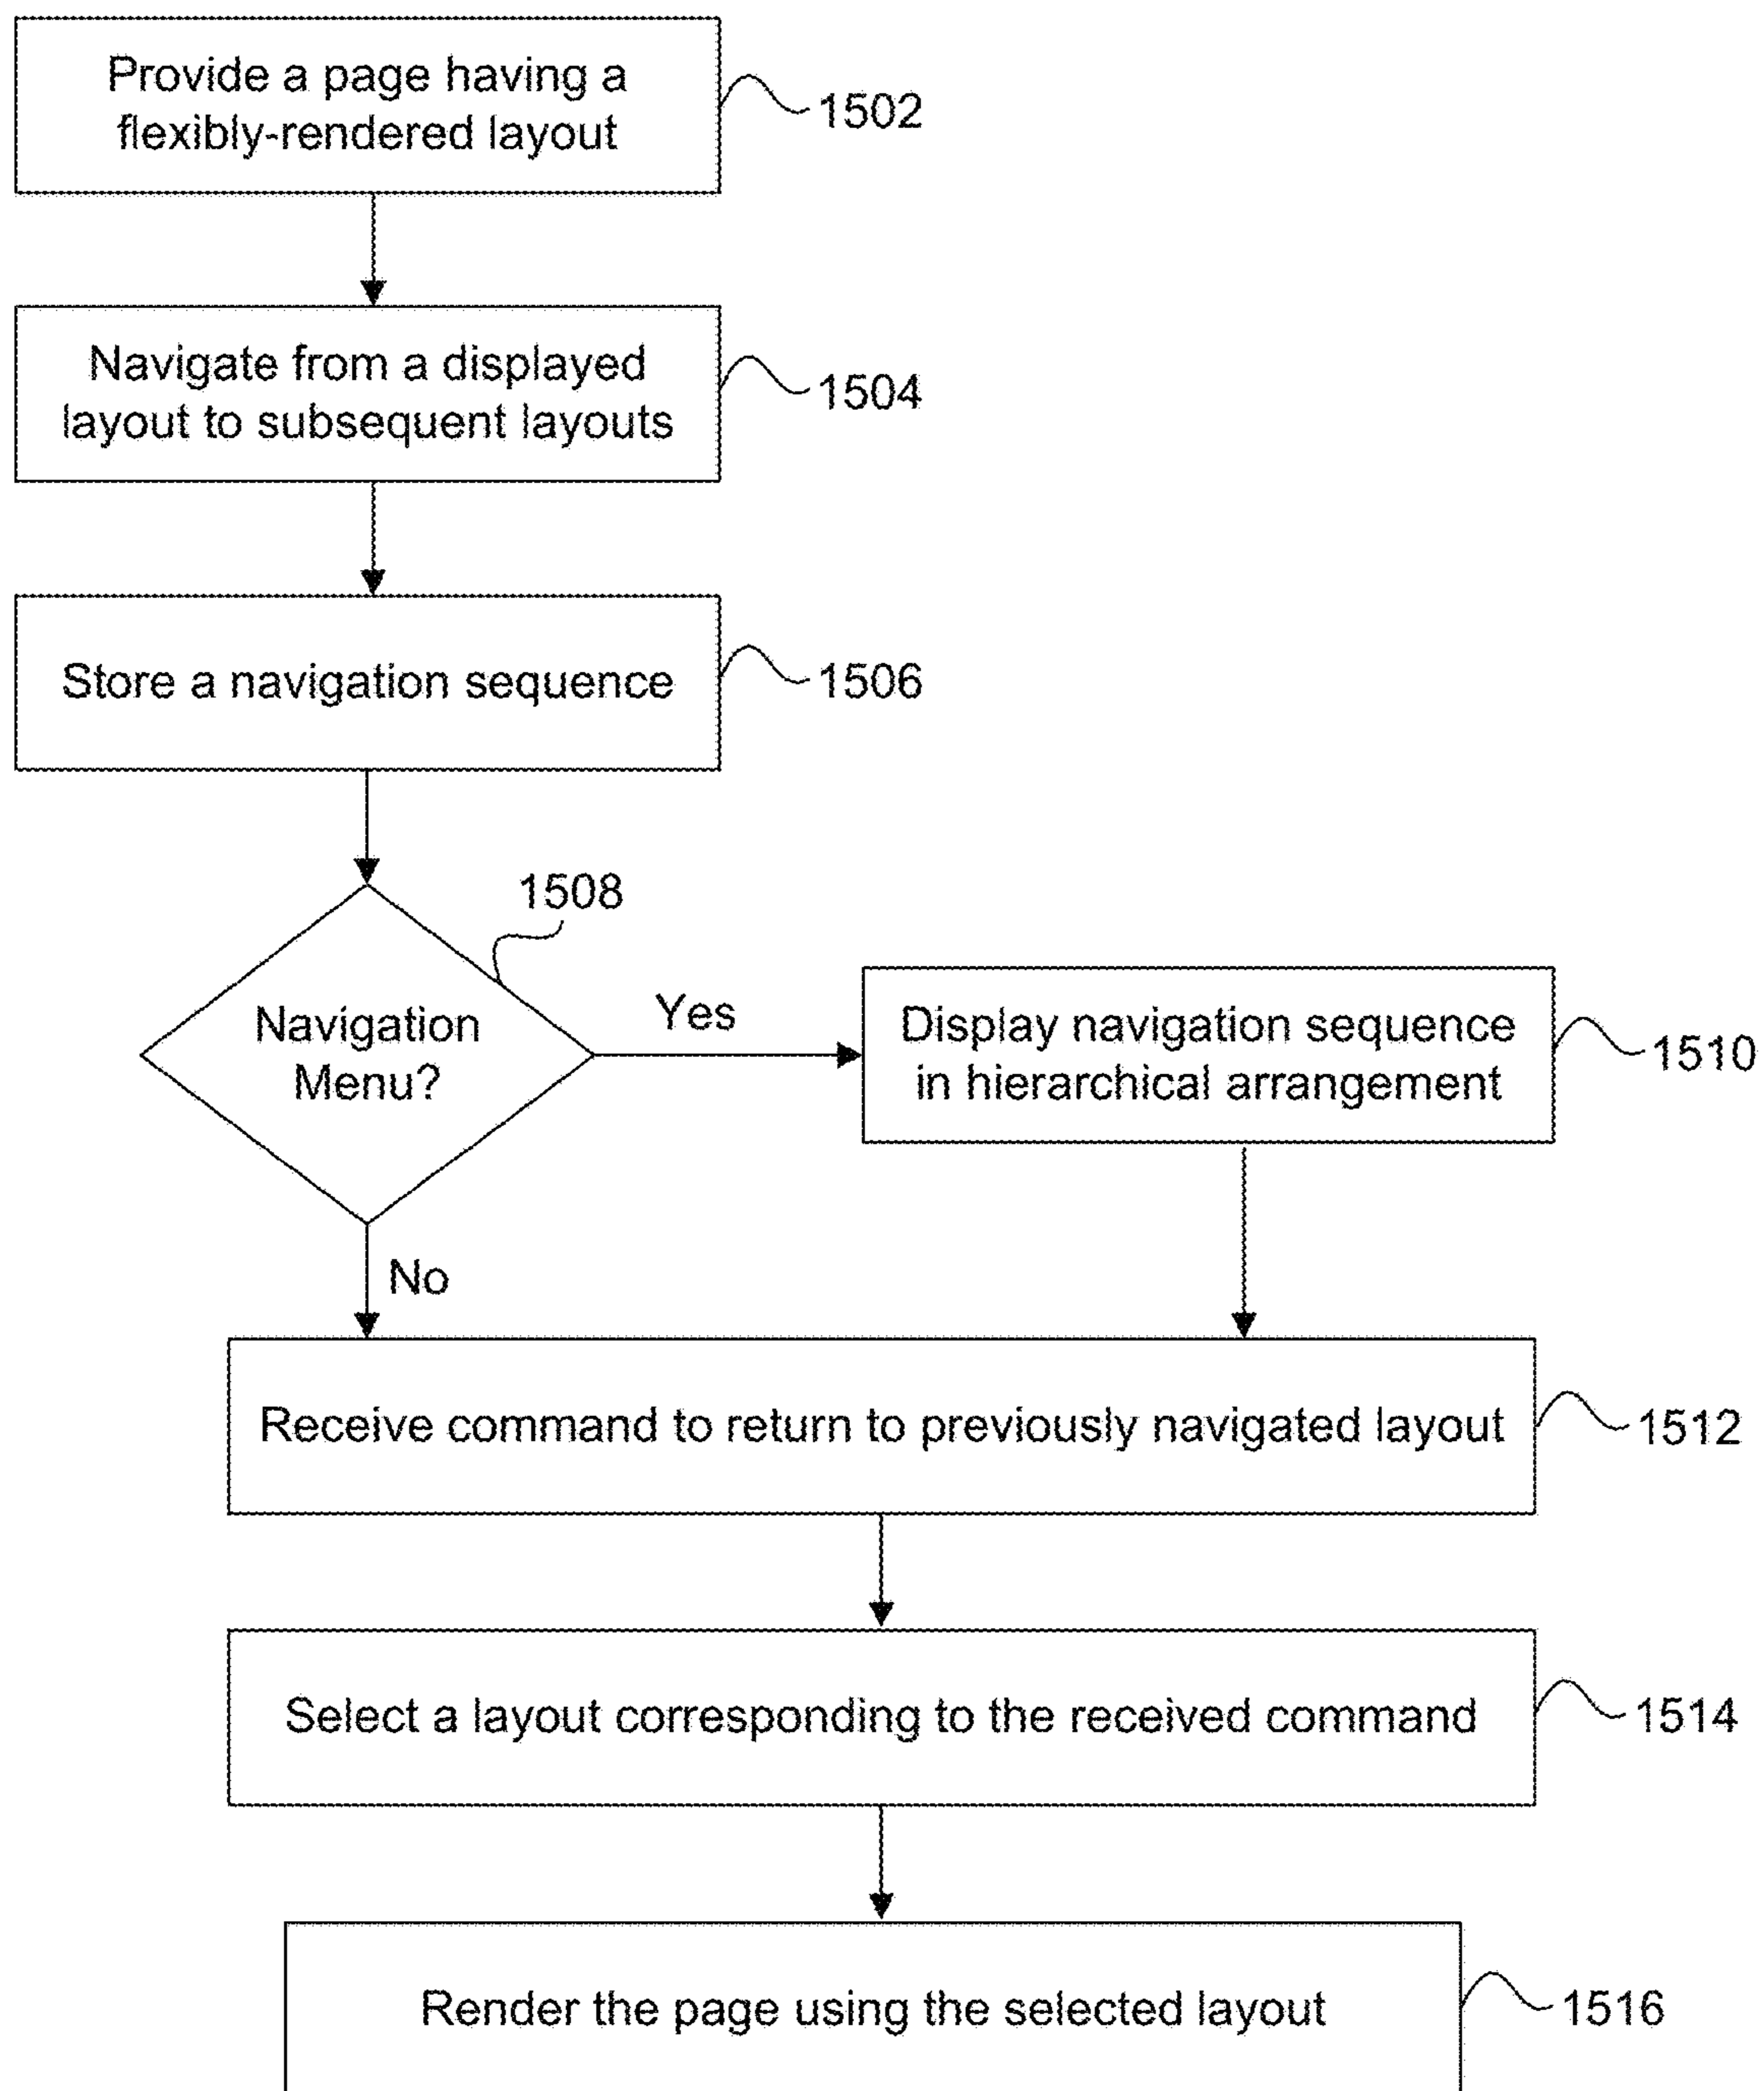 Provide a page having a
flexibly-rendered layout
1502
Navigate from a displayed
layout to subsequent layouts
1504
Store a navigation sequence
1506
1508
Navigation
Menu?
Yes
Display navigation sequence
in hierarchical arrangement
1510
No
Receive command to return to previously navigated layout
1512
Select a layout corresponding to the received command
1514
Render the page using the selected layout
1516